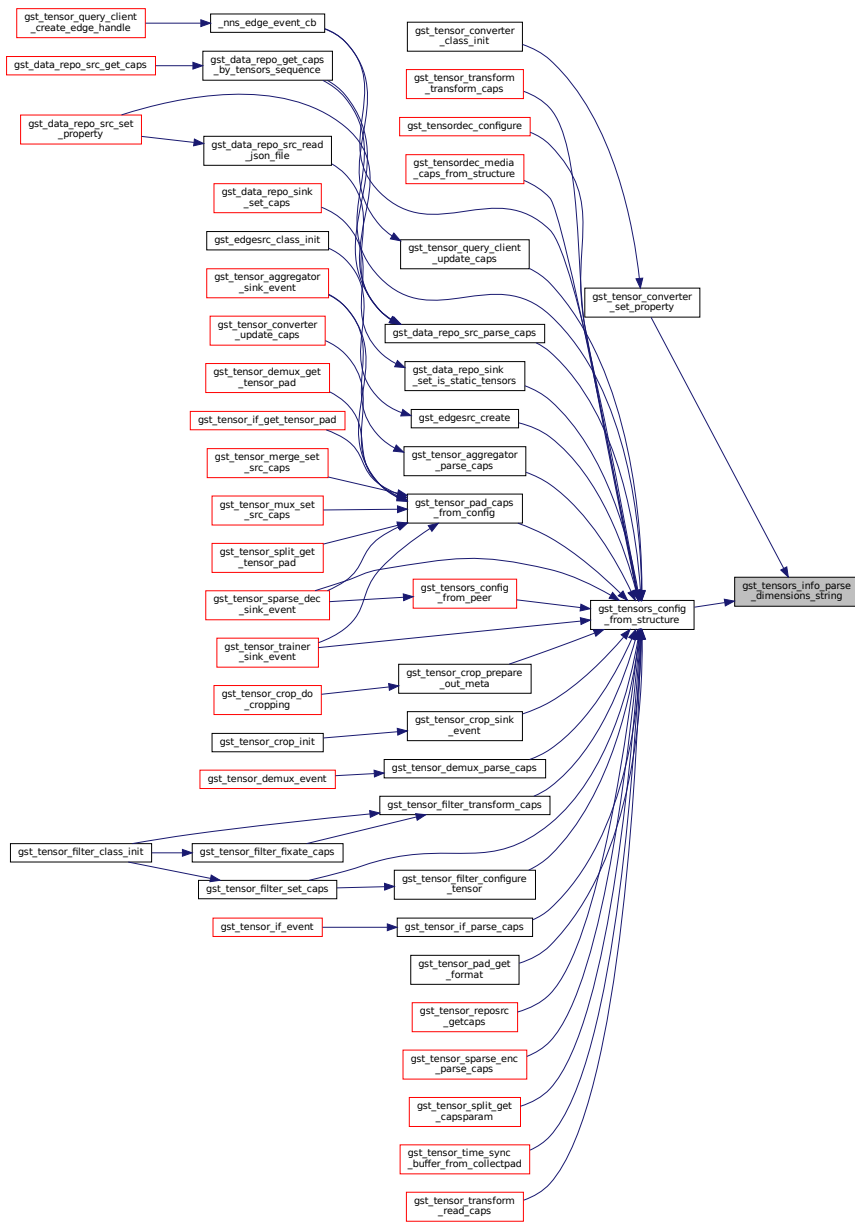 gst_tensor_query_client
_create_edge_handle
_nns_edge_event_cb
gst_data_repo_src_get_caps
gst_data_repo_get_caps
_by_tensors_sequence
gst_data_repo_src_set
_property
gst_data_repo_src_read
_json_file
gst_data_repo_sink
_set_caps
gst_edgesrc_class_init
gst_tensor_aggregator
_sink_event
gst_tensor_converter
_update_caps
gst_tensor_demux_get
_tensor_pad
gst_tensor_if_get_tensor_pad
gst_tensor_merge_set
_src_caps
gst_tensor_mux_set
_src_caps
gst_tensor_split_get
_tensor_pad
gst_tensor_sparse_dec
_sink_event
gst_tensor_trainer
_sink_event
gst_tensor_crop_do
_cropping
gst_tensor_crop_init
gst_tensor_demux_event
gst_tensor_filter_class_init
gst_tensor_filter_fixate_caps
gst_tensor_filter_set_caps
gst_tensor_if_event
gst_tensor_converter
_class_init
gst_tensor_transform
_transform_caps
gst_tensordec_configure
gst_tensordec_media
_caps_from_structure
gst_tensor_query_client
_update_caps
gst_data_repo_src_parse_caps
gst_data_repo_sink
_set_is_static_tensors
gst_edgesrc_create
gst_tensor_aggregator
_parse_caps
gst_tensor_pad_caps
_from_config
gst_tensors_config
_from_peer
gst_tensor_crop_prepare
_out_meta
gst_tensor_crop_sink
_event
gst_tensor_demux_parse_caps
gst_tensor_filter_transform_caps
gst_tensor_filter_configure
_tensor
gst_tensor_if_parse_caps
gst_tensor_pad_get
_format
gst_tensor_reposrc
_getcaps
gst_tensor_sparse_enc
_parse_caps
gst_tensor_split_get
_capsparam
gst_tensor_time_sync
_buffer_from_collectpad
gst_tensor_transform
_read_caps
gst_tensor_converter
_set_property
gst_tensors_config
_from_structure
gst_tensors_info_parse
_dimensions_string